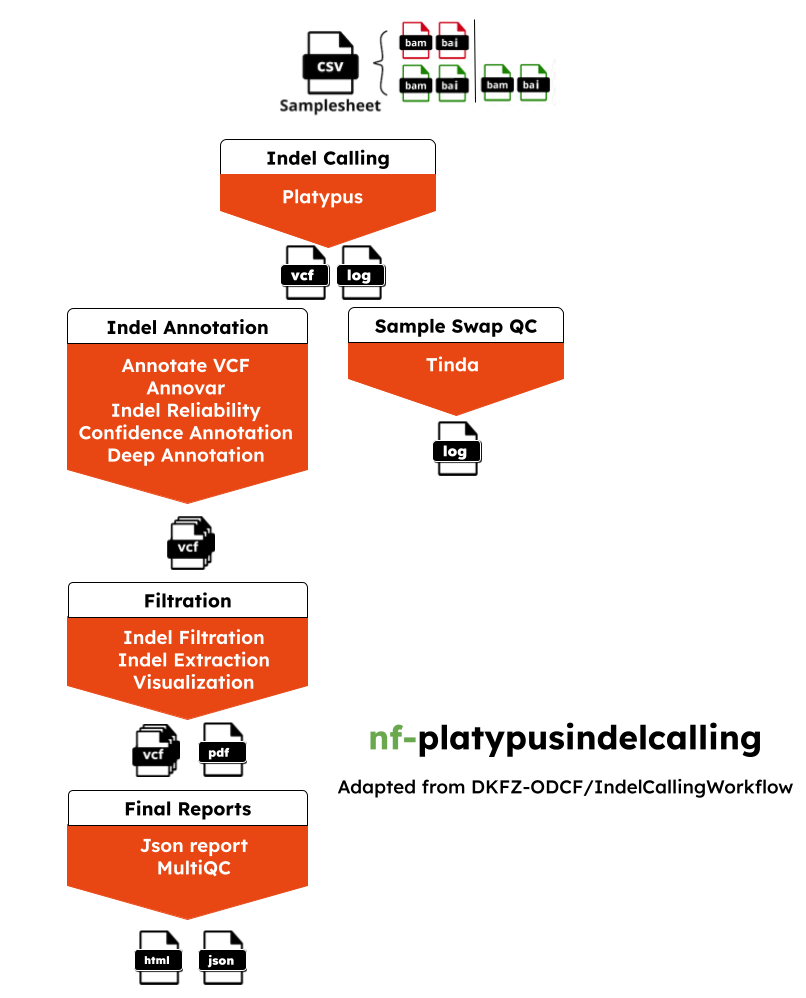 CSV
Samplesheet
bam bai
bam bai bam bai
Indel Calling
Platypus
vcf log
Indel Annotation
Annotate VCF
Annovar
Indel Reliability
Confidence Annotation
Deep Annotation
Sample Swap QC
Tinda
log
vcf
Filtration
Indel Filtration
Indel Extraction
Visualization
vcf pdf
nf-platypusindelcalling
Adapted from DKFZ-ODCF/IndelCallingWorkflow
Final Reports
Json report
MultiQC
html json